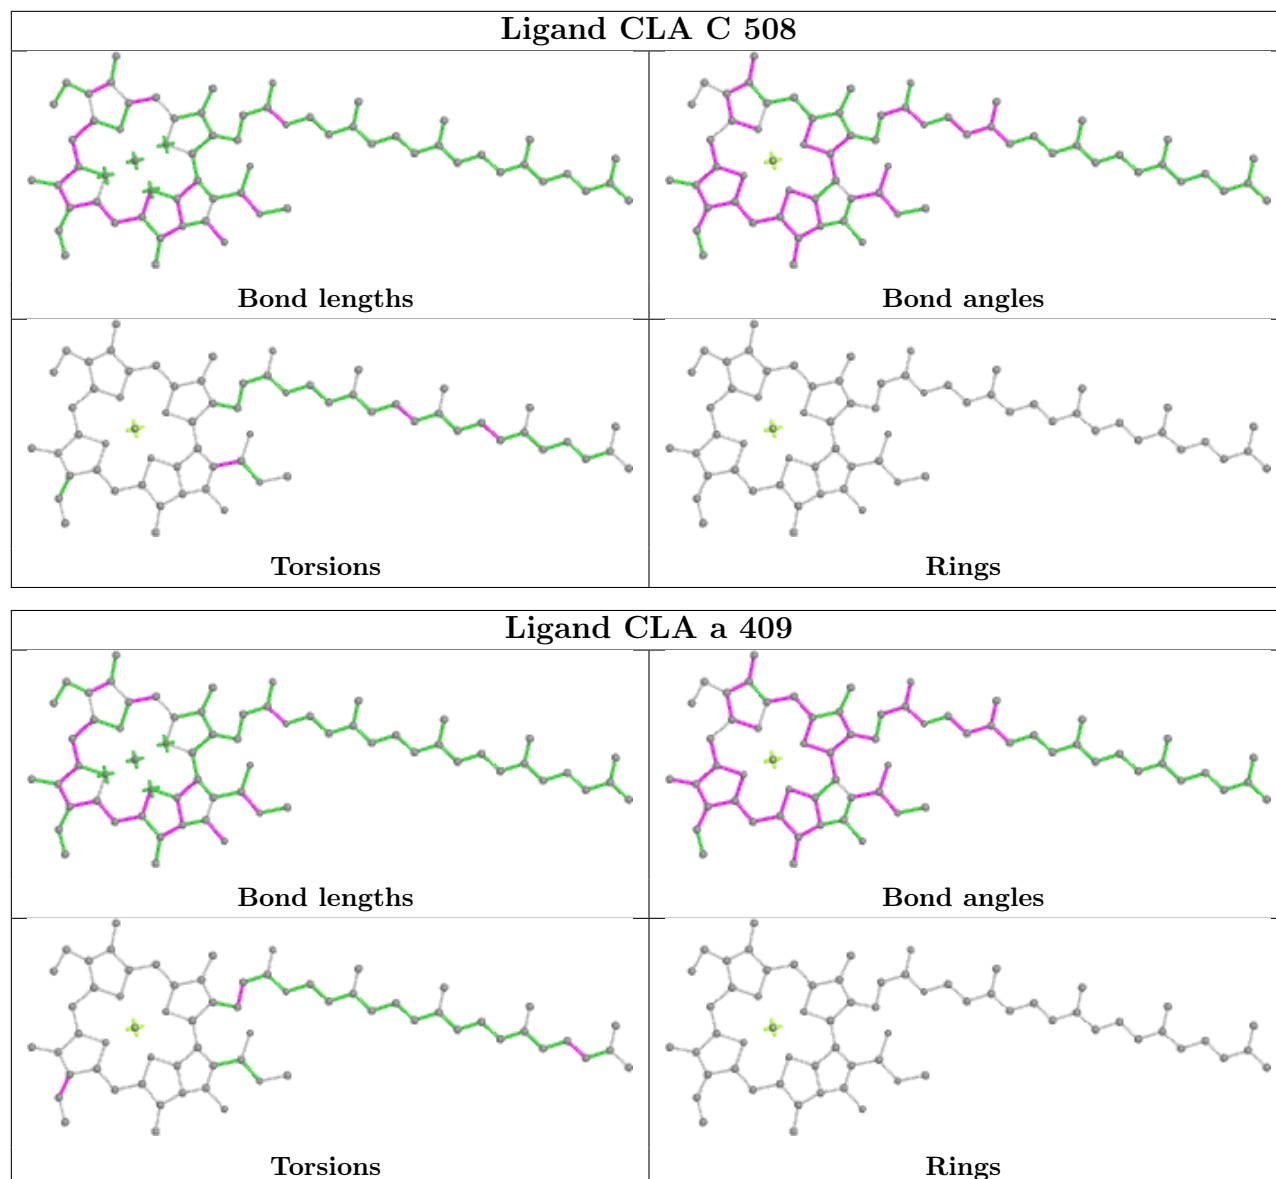 Ligand CLA C 508
Bond lengths
Bond angles
Torsions
Rings
Ligand CLA a 409
Bond lengths
Bond angles
Torsions
Rings